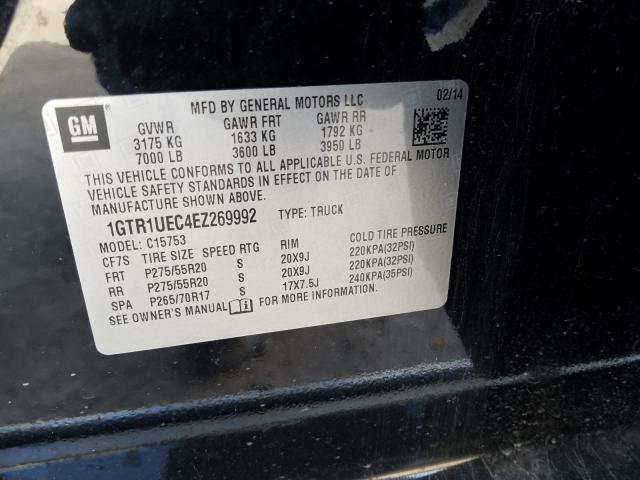 GM
MFD BY GENERAL MOTORS LLC 02/14
GVWR GAWR FRT GAWR RR
3175 KG 1633 KG 1792 KG
7000 LB 3600 LB 3950 LB
THIS VEHICLE CONFORMS TO ALL APPLICABLE U.S. FEDERAL MOTOR
VEHICLE SAFETY STANDARDS IN EFFECT ON THE DATE OF
MANUFACTURE SHOWN ABOVE.
1GTR1UEC4EZ269992 TYPE: TRUCK
MODEL: C15753
CF7S TIRE SIZE SPEED RTG RIM COLD TIRE PRESSURE
FRT P275/55R20 S 20X9J 220KPA(32PSI)
RR P275/55R20 S 20X9J 220KPA(32PSI)
SPA P265/70R17 S 17X7.5J 240KPA(35PSI)
SEE OWNER'S MANUAL FOR ADDITIONAL INFORMATION.